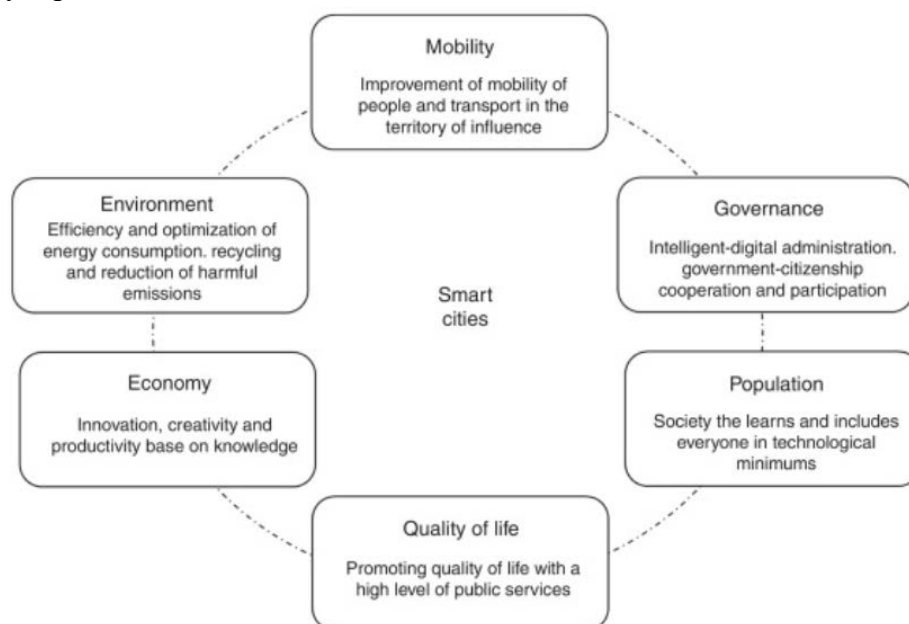 Mobility
Improvement of mobility of
people and transport in the
territory of influence
Environment
Efficiency and optimization of
energy consumption. recycling
and reduction of harmful
emissions
Governance
Intelligent-digital administration.
government-citizenship
cooperation and participation
Smart
cities
Economy
Innovation, creativity and
productivity base on knowledge
Population
Society the learns and includes
everyone in technological
minimums
Quality of life
Promoting quality of life with a
high level of public services